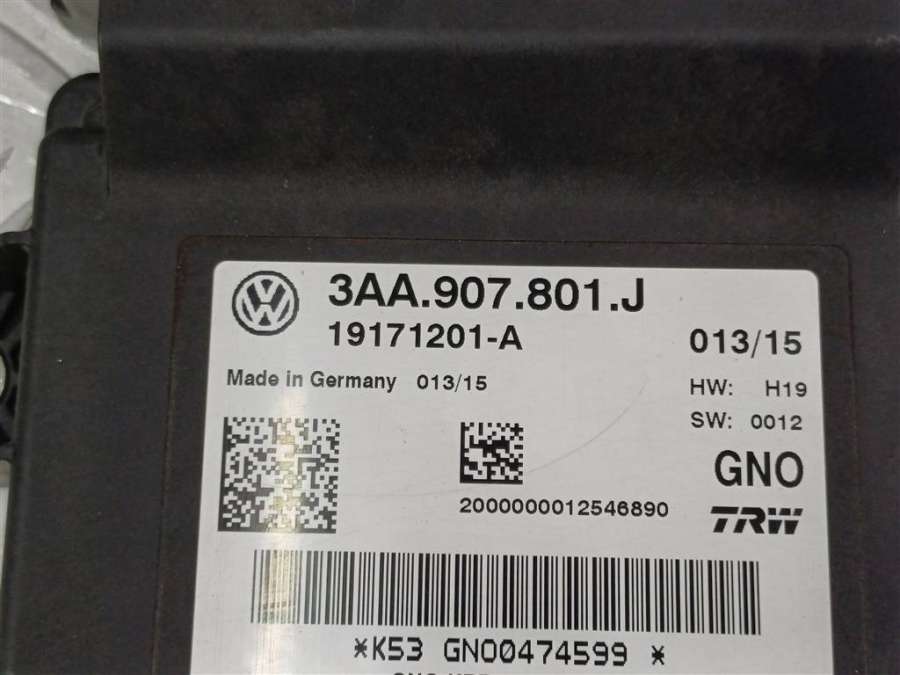 3AA.907.801.J
19171201-A
013/15
Made in Germany 013/15
HW: H19
SW: 0012
GNO
2000000012546890
TRW
*K53 GNO0474599 *